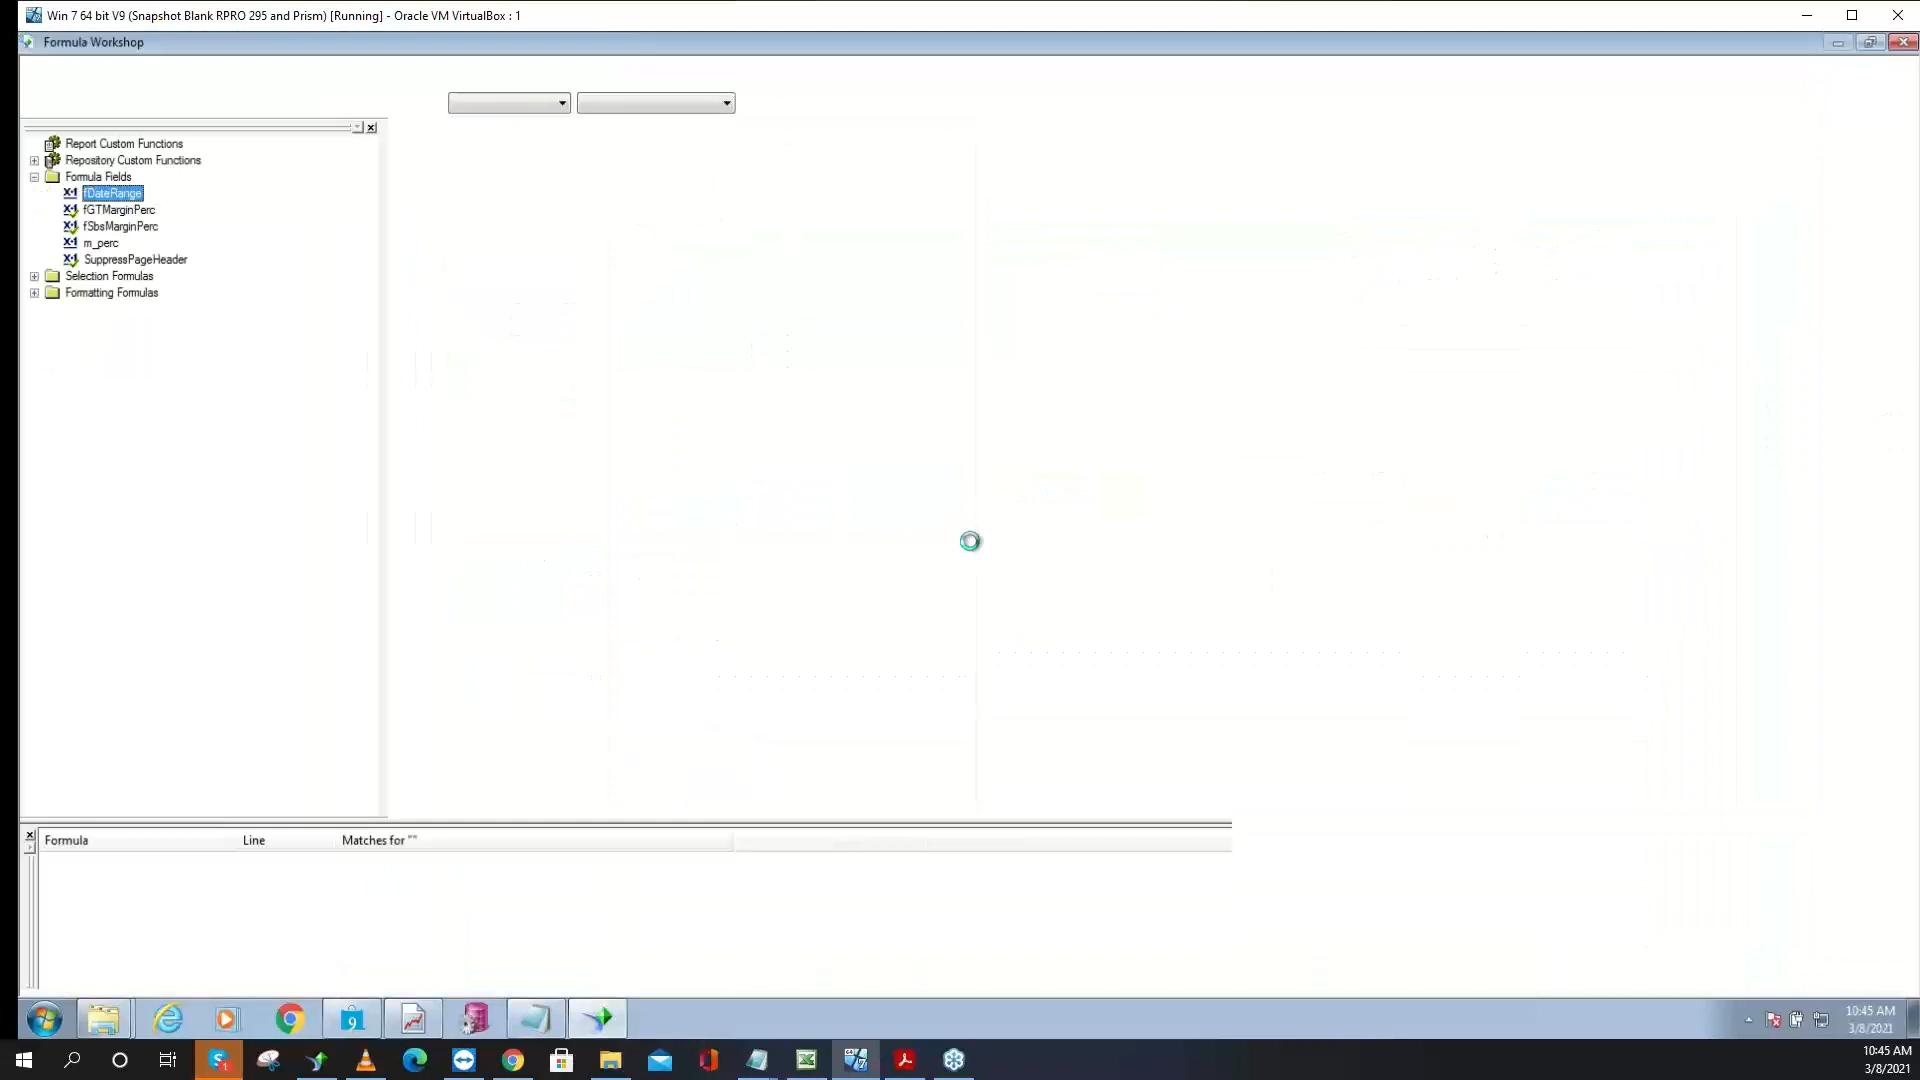 Win 7 64 bit V9 (Snapshot Blank RPRO 295 and Prism) [Running] - Oracle VM VirtualBox : 1
Formula Workshop
Report Custom Functions
Repository Custom Functions
Formula Fields
fDateRange
fGTMarginPerc
fSbsMarginPerc
m_perc
SuppressPageHeader
Selection Formulas
Formatting Formulas
Formula Line Matches for ""
10:45 AM
3/8/2021
10:45 AM
3/8/2021